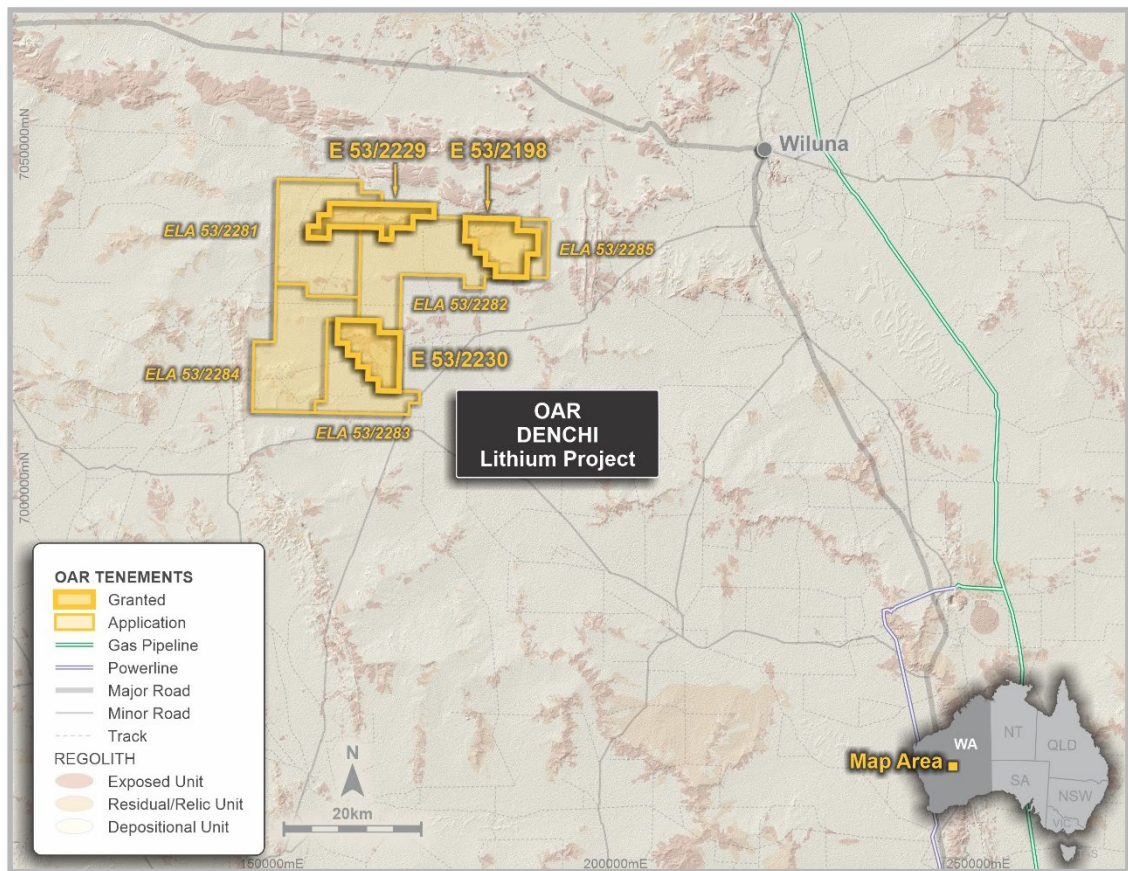 7050000mN
Wiluna
E 53/2229
E 53/2198
ELA 53/2281
ELA 53/2285
ELA 53/2282
E 53/2230
ELA 53/2284
ELA 53/2283
OAR
DENCHI
Lithium Project
7000000mN
OAR TENEMENTS
Granted
Application
Gas Pipeline
Powerline
Major Road
Minor Road
Track
REGOLITH
Exposed Unit
Residual/Relic Unit
Depositional Unit
N
20km
Map Area
WA
NT
QLD
SA
NSW
VIC
TAS
150000mE
200000mE
250000mE